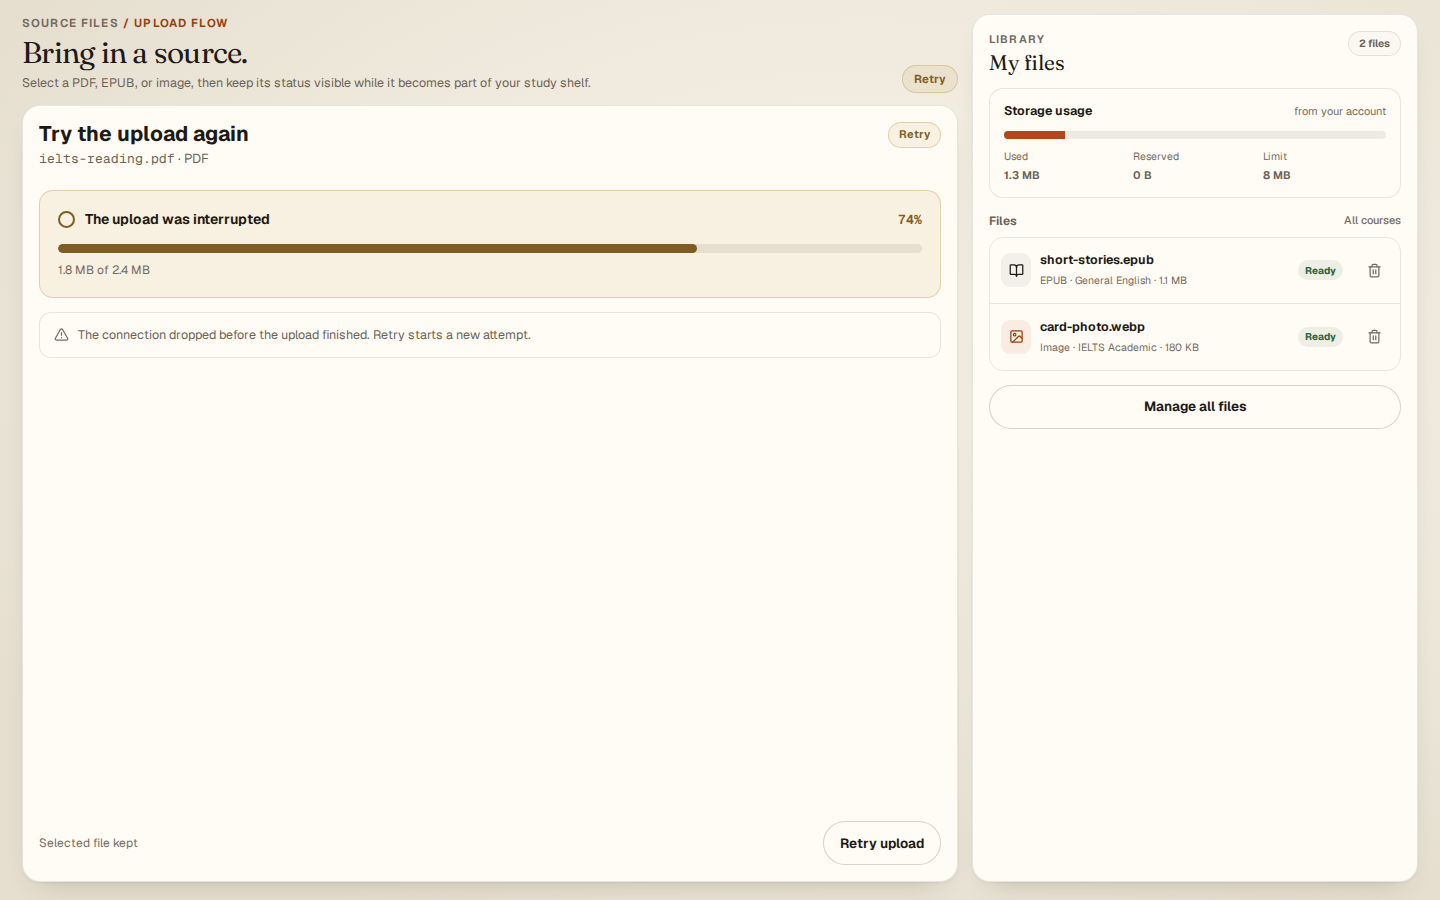 SOURCE FILES / UPLOAD FLOW
Bring in a source.
Select a PDF, EPUB, or image, then keep its status visible while it becomes part of your study shelf.
Retry
Try the upload again
Retry
ielts-reading.pdf · PDF
The upload was interrupted
74%
1.8 MB of 2.4 MB
The connection dropped before the upload finished. Retry starts a new attempt.
Selected file kept
Retry upload
LIBRARY
2 files
My files
Storage usage
from your account
Used
Reserved
Limit
1.3 MB
0 B
8 MB
Files
All courses
short-stories.epub
EPUB · General English · 1.1 MB
Ready
card-photo.webp
Image · IELTS Academic · 180 KB
Ready
Manage all files